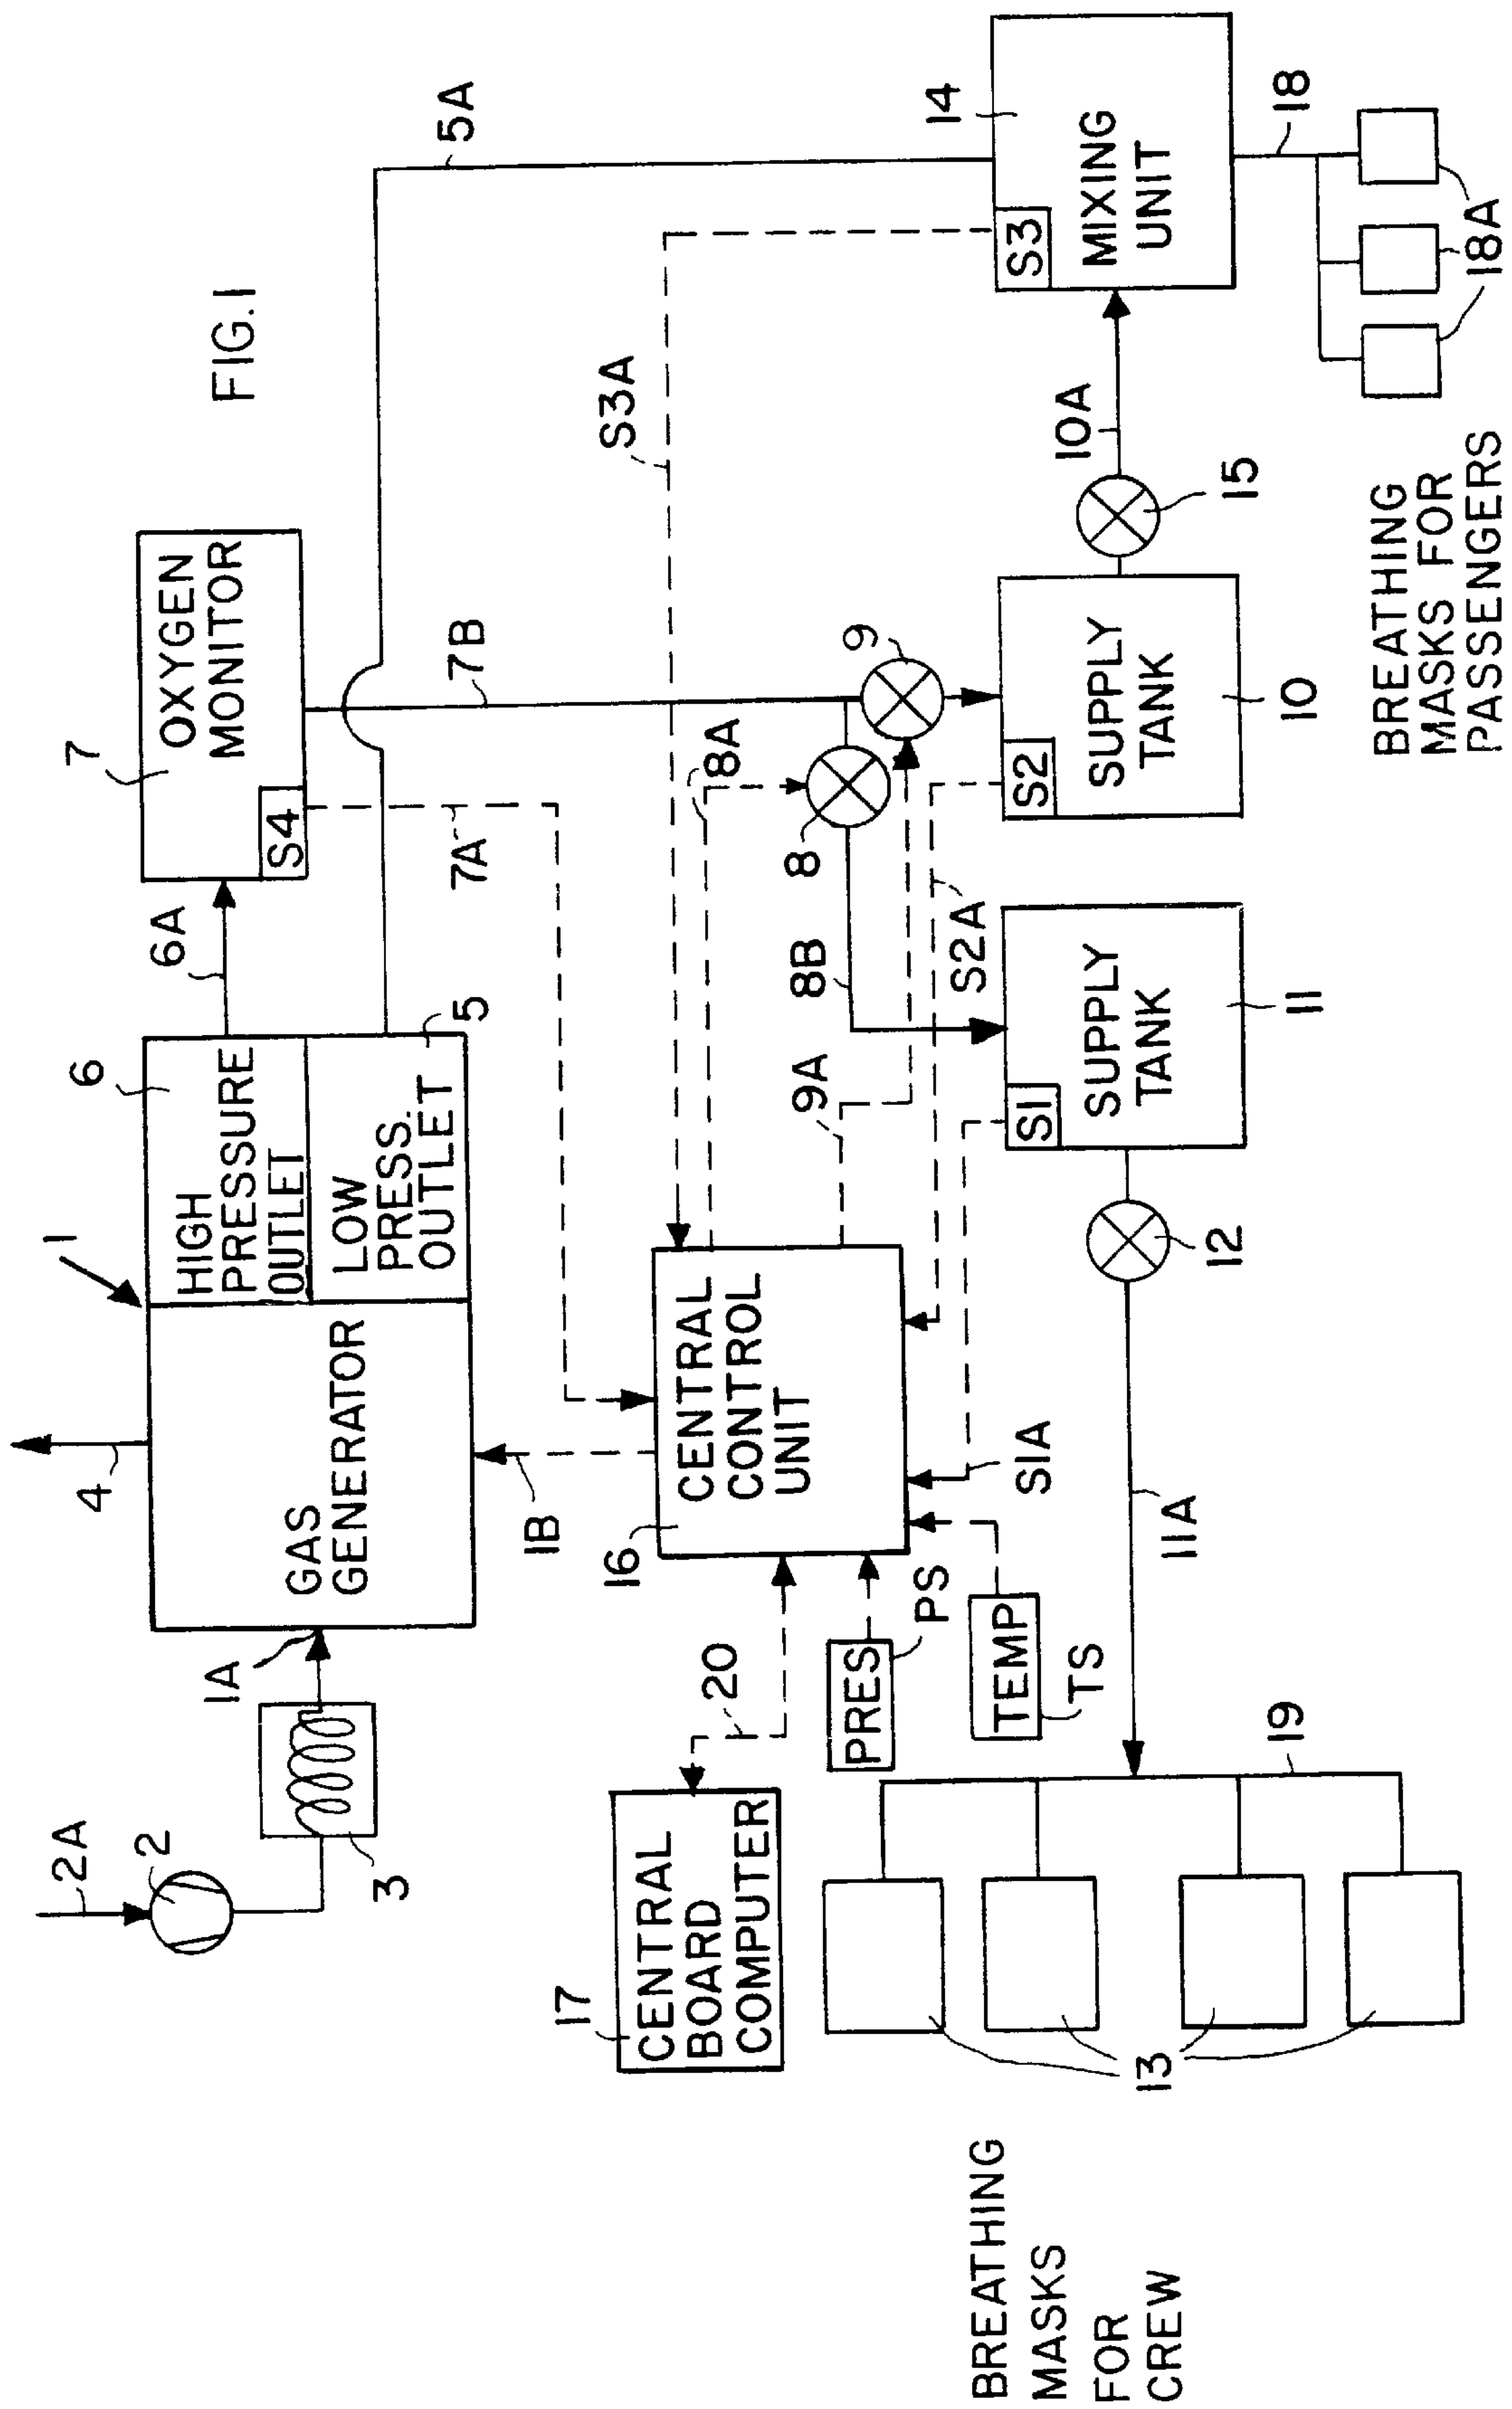 FIG.1
2A
2
3
1A
4
1
GAS
GENERATOR
6
HIGH
PRESSURE
OUTLET
LOW
PRESS.
OUTLET
5
6A
7
OXYGEN
MONITOR
S4
5A
7A
7B
1B
17
CENTRAL
BOARD
COMPUTER
20
16
CENTRAL
CONTROL
UNIT
S3A
8A
8
9
9A
8B
S2A
PRES
PS
TEMP
TS
S1A
S1
SUPPLY
TANK
11
S2
SUPPLY
TANK
10
10A
15
14
S3
MIXING
UNIT
18
18A
12
11A
19
13
BREATHING
MASKS
FOR
CREW
BREATHING
MASKS FOR
PASSENGERS